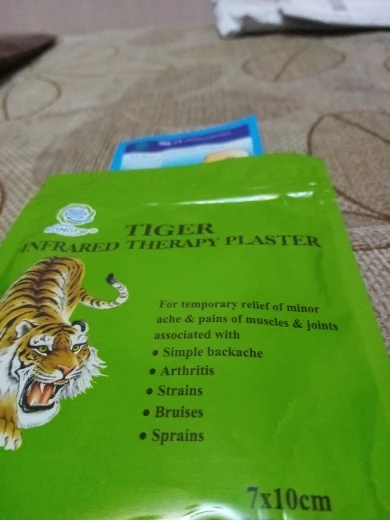 TIGER
INFRARED THERAPY PLASTER
For temporary relief of minor
ache & pains of muscles & joints
associated with
• Simple backache
• Arthritis
• Strains
• Bruises
• Sprains
7x10cm